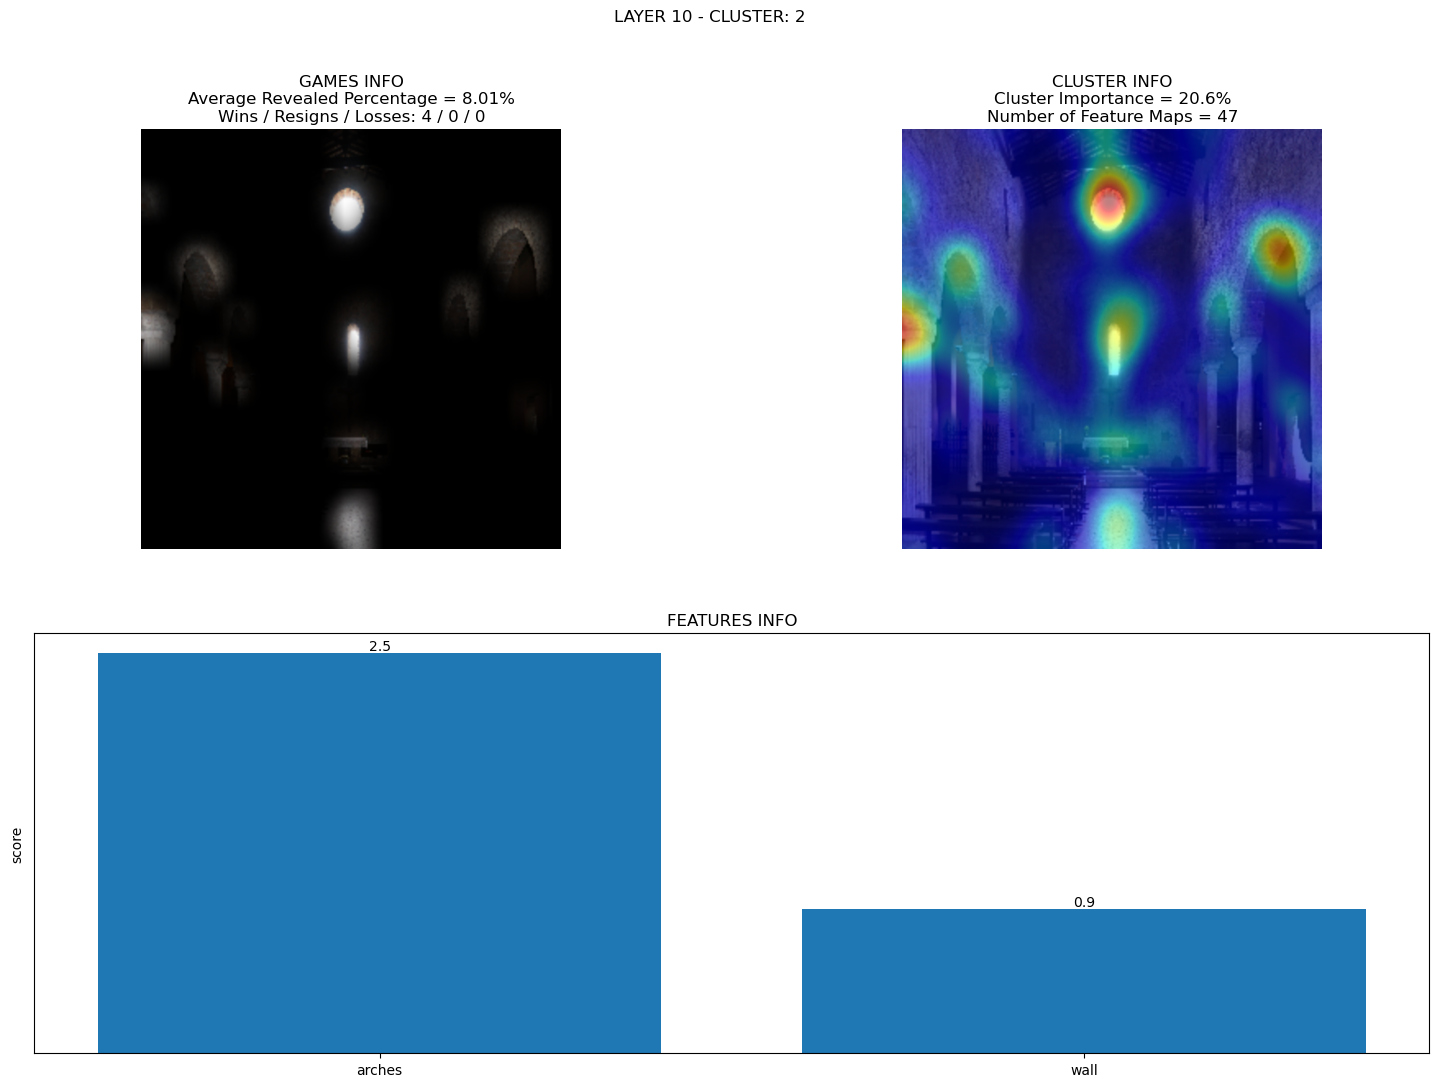 LAYER 10 - CLUSTER: 2
GAMES INFO
Average Revealed Percentage = 8.01%
Wins / Resigns / Losses: 4 / 0 / 0
CLUSTER INFO
Cluster Importance = 20.6%
Number of Feature Maps = 47
FEATURES INFO
2.5
0.9
score
arches
wall